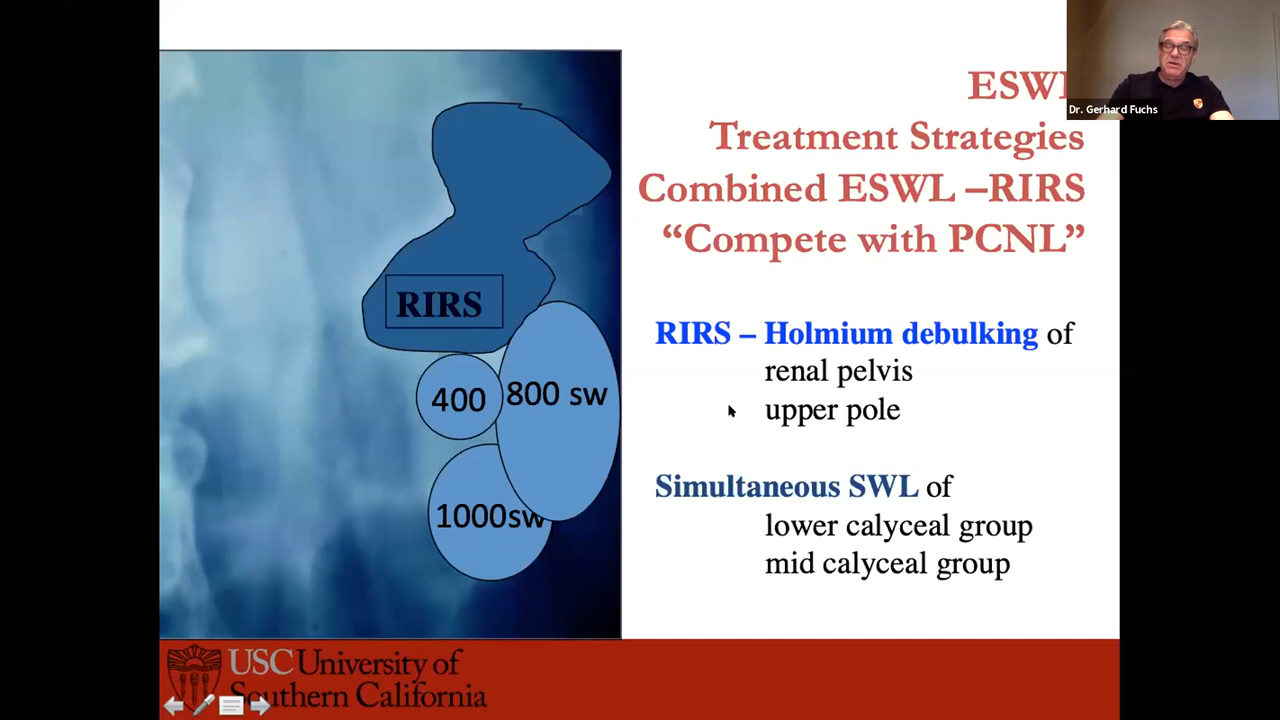 ESWL
Treatment Strategies
Combined ESWL –RIRS
“Compete with PCNL”
Dr. Gerhard Fuchs
RIRS
400
800 sw
1000sw
RIRS – Holmium debulking of
renal pelvis
upper pole
Simultaneous SWL of
lower calyceal group
mid calyceal group
USC University of
Southern California